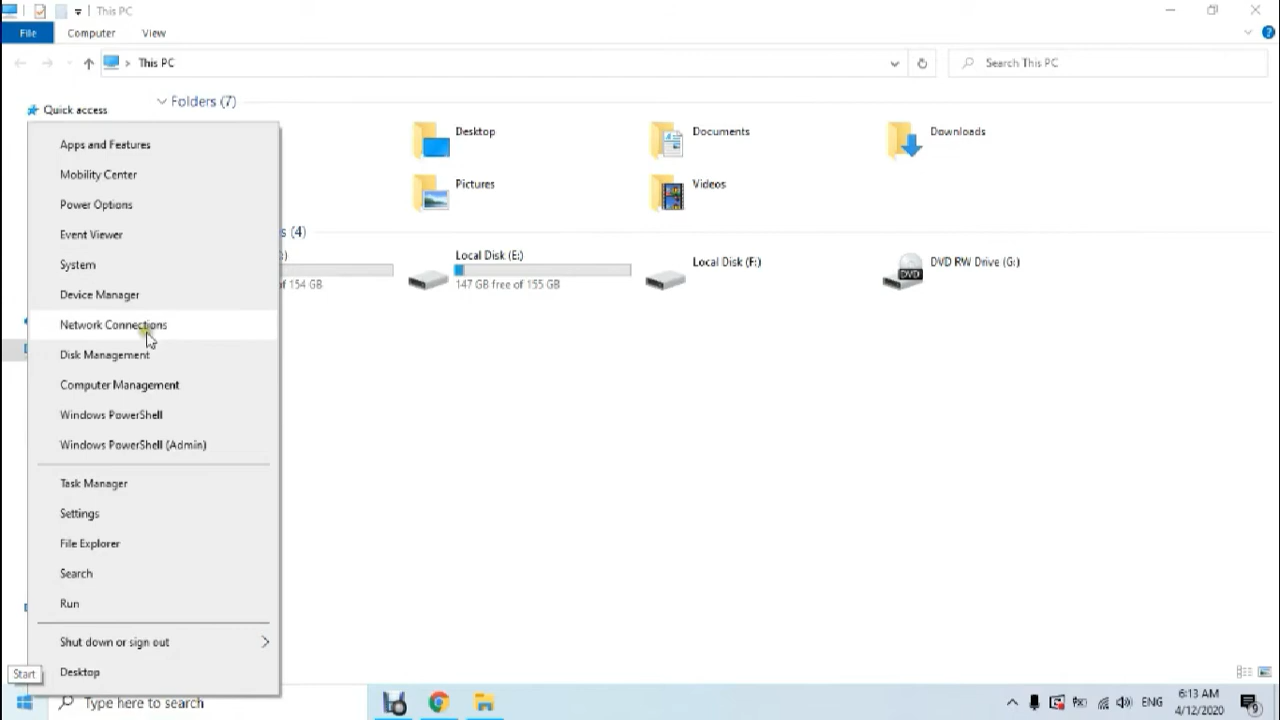 This PC
File
Computer
View
This PC
Search This PC
Quick access
Folders (7)
Desktop
Documents
Downloads
Pictures
Videos
s (4)
:)
of 154 GB
Local Disk (E:)
147 GB free of 155 GB
Local Disk (F:)
DVD RW Drive (G:)
DVD
Apps and Features
Mobility Center
Power Options
Event Viewer
System
Device Manager
Network Connections
Disk Management
Computer Management
Windows PowerShell
Windows PowerShell (Admin)
Task Manager
Settings
File Explorer
Search
Run
Shut down or sign out
Desktop
Start
Type here to search
ENG
6:13 AM
4/12/2020
9